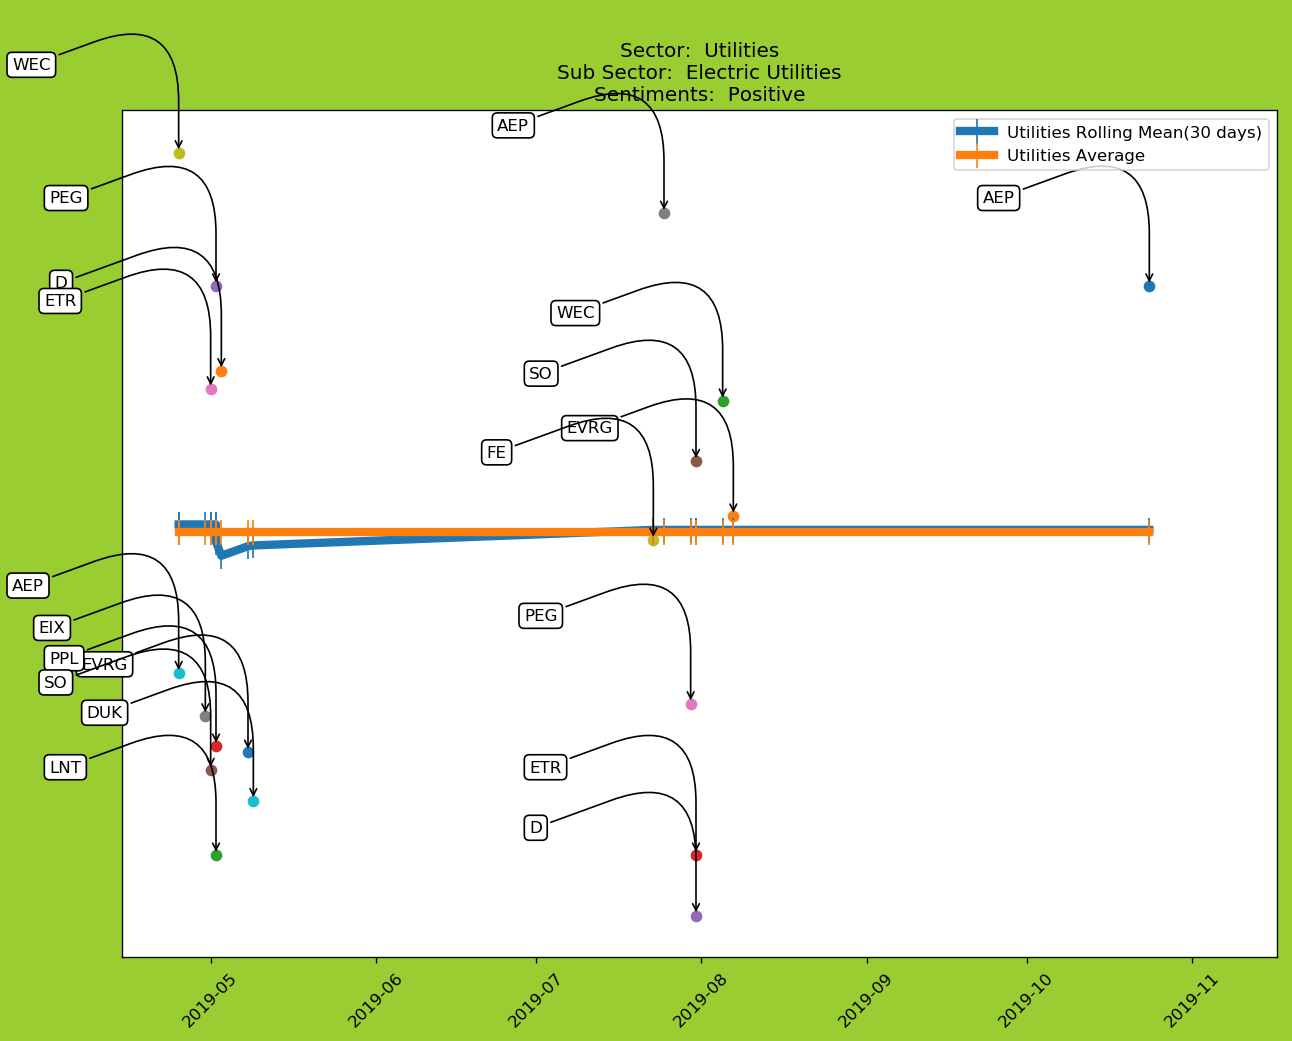 Sector:  Utilities
Sub Sector:  Electric Utilities
Sentiments:  Positive
Utilities Rolling Mean(30 days)
Utilities Average
WEC
AEP
PEG
AEP
D
ETR
WEC
SO
EVRG
FE
AEP
PEG
EIX
PPL
EVRG
SO
DUK
LNT
ETR
D
2019-05
2019-06
2019-07
2019-08
2019-09
2019-10
2019-11